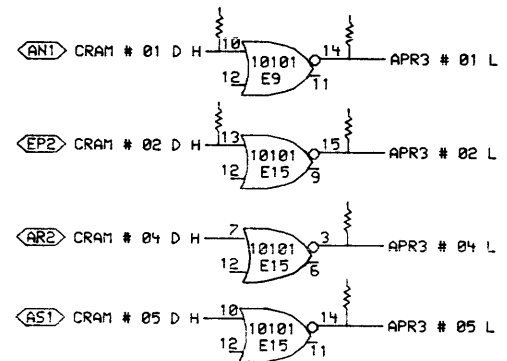 AN1 CRAM # 01 D H 10 14 APR3 # 01 L
10101
12 E9 11
EP2 CRAM # 02 D H 13 15 APR3 # 02 L
10101
12 E15 9
AR2 CRAM # 04 D H 7 3 APR3 # 04 L
10101
12 E15 6
AS1 CRAM # 05 D H 10 14 APR3 # 05 L
10101
12 E15 11